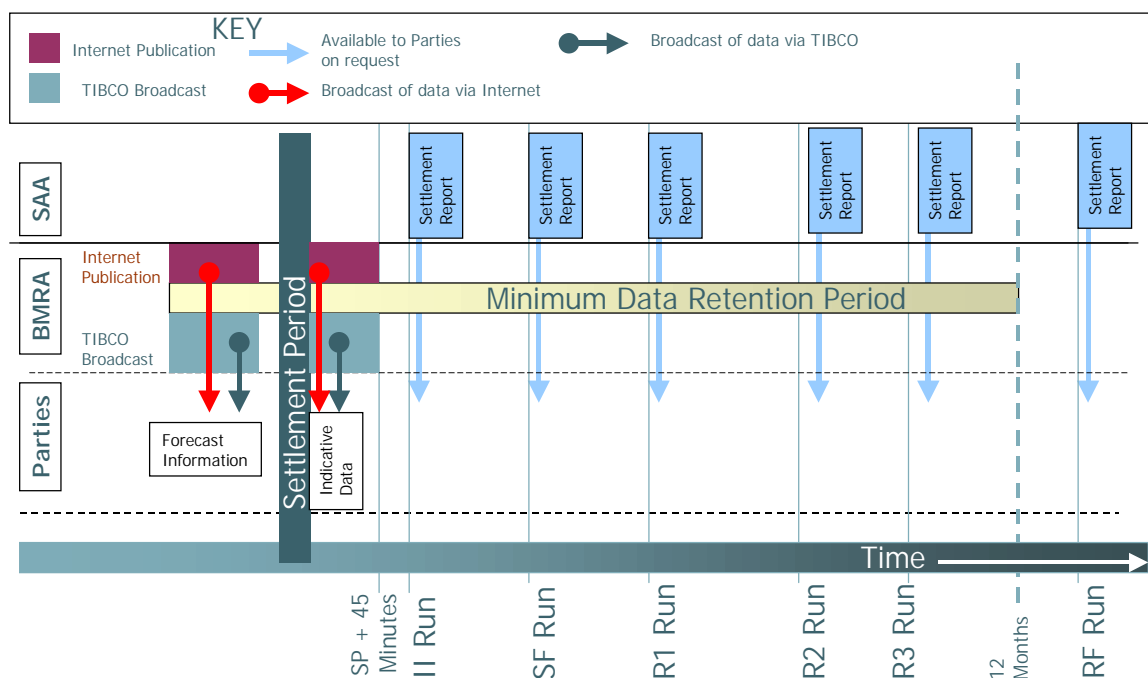 KEY
Internet Publication
Available to Parties
on request
Broadcast of data via TIBCO
TIBCO Broadcast
Broadcast of data via Internet
SAA
Settlement
Report
Settlement
Report
Settlement
Report
Settlement
Report
Settlement
Report
Settlement
Report
BMRA
Internet
Publication
Minimum Data Retention Period
TIBCO
Broadcast
Settlement Period
Parties
Forecast
Information
Indicative
Data
Time
SP + 45
Minutes
II Run
SF Run
R1 Run
R2 Run
R3 Run
12
Months
RF Run